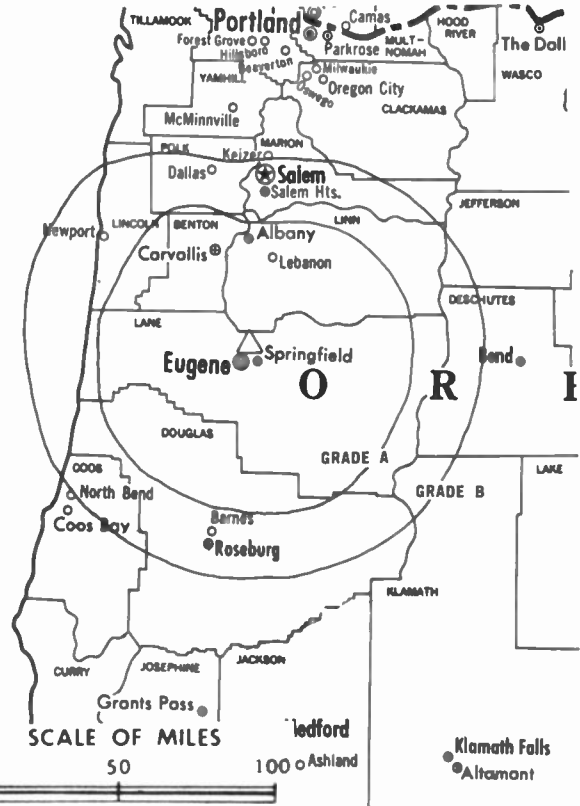 TILLAMOOK
Portland
Camas
HOOD
RIVER
Forest Grove
Hillsboro
Beaverton
Parkrose
MULT-
NOMAH
The Dall
YAMHILL
Milwaukie
Oswego
Oregon City
WASCO
McMinnville
CLACKAMAS
MARION
POLK
Keizer
Dallas
Salem
Salem Hts.
JEFFERSON
LINCOLN
BENTON
LINN
Newport
Albany
Corvallis
Lebanon
DESCHUTES
LANE
Eugene
Springfield
Bend
O R E
DOUGLAS
GRADE A
GRADE B
LAKE
COOS
North Bend
Coos Bay
Barnes
Roseburg
KLAMATH
CURRY
JOSEPHINE
JACKSON
Grants Pass
SCALE OF MILES
50
100
Medford
Ashland
Klamath Falls
Altamont